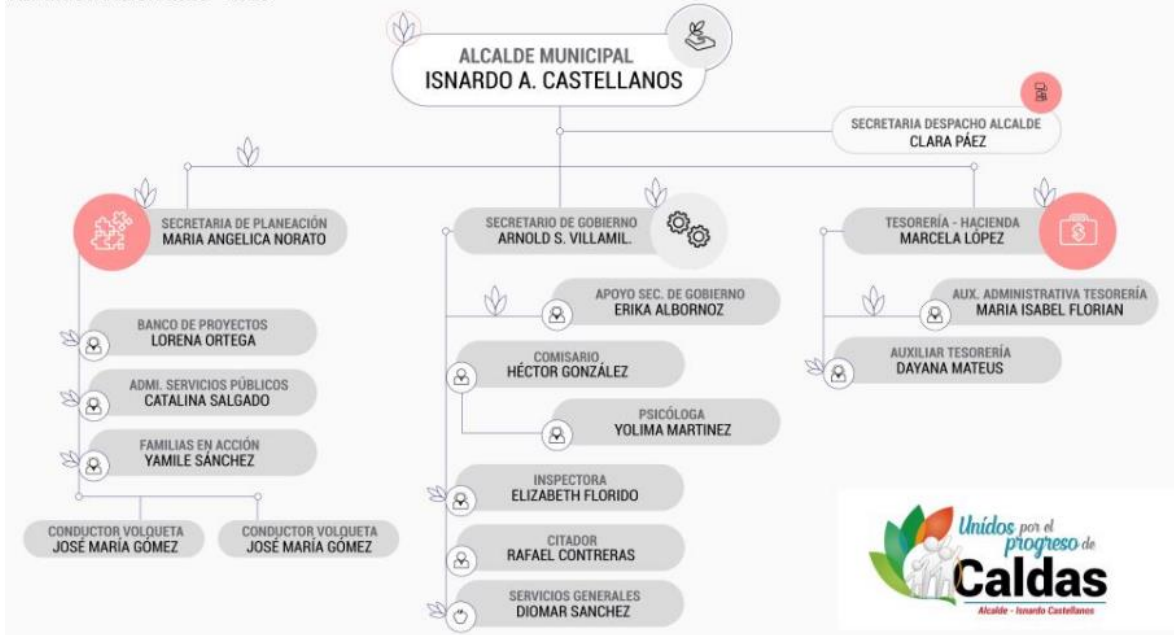 ALCALDE MUNICIPAL
ISNARDO A. CASTELLANOS
SECRETARIA DESPACHO ALCALDE
CLARA PÁEZ
SECRETARIA DE PLANEACIÓN
MARIA ANGELICA NORATO
BANCO DE PROYECTOS
LORENA ORTEGA
ADMI. SERVICIOS PÚBLICOS
CATALINA SALGADO
FAMILIAS EN ACCIÓN
YAMILE SÁNCHEZ
CONDUCTOR VOLQUETA
JOSÉ MARÍA GÓMEZ
CONDUCTOR VOLQUETA
JOSÉ MARÍA GÓMEZ
SECRETARIO DE GOBIERNO
ARNOLD S. VILLAMIL.
APOYO SEC. DE GOBIERNO
ERIKA ALBORNOZ
COMISARIO
HÉCTOR GONZÁLEZ
PSICÓLOGA
YOLIMA MARTINEZ
INSPECTORA
ELIZABETH FLORIDO
CITADOR
RAFAEL CONTRERAS
SERVICIOS GENERALES
DIOMAR SANCHEZ
TESORERÍA - HACIENDA
MARCELA LÓPEZ
AUX. ADMINISTRATIVA TESORERÍA
MARIA ISABEL FLORIAN
AUXILIAR TESORERÍA
DAYANA MATEUS
Unidos por el
progreso de
Caldas
Alcalde - Isnardo Castellanos